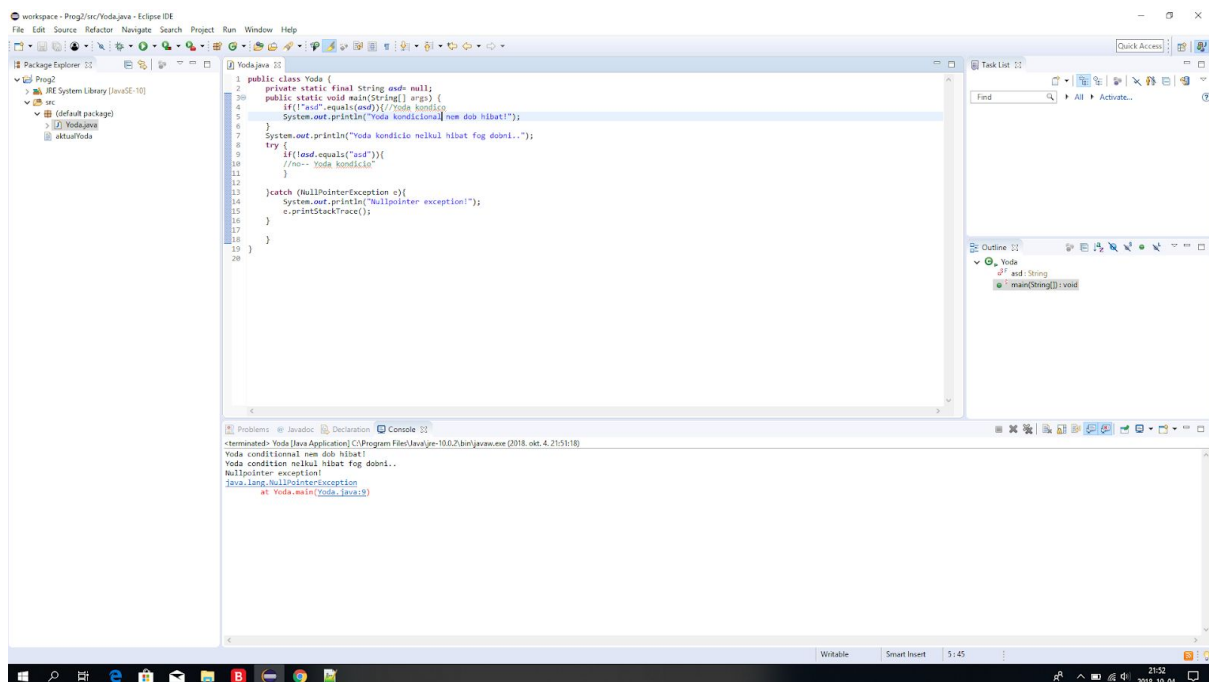 workspace - Prog2/src/Yoda.java - Eclipse IDE
File Edit Source Refactor Navigate Search Project Run Window Help
Quick Access
Package Explorer
Prog2
JRE System Library [JavaSE-10]
src
(default package)
Yoda.java
aktualYoda
Yoda.java
1 public class Yoda {
2 private static final String asd= null;
3 public static void main(String[] args) {
4 if(!"asd".equals(asd)){//Yoda kondico
5 System.out.println("Yoda kondicional nem dob hibat!");
6 }
7 System.out.println("Yoda kondicio nelkul hibat fog dobni..");
8 try {
9 if(!asd.equals("asd")){
10 //no-- Yoda kondicio"
11 }
12
13 }catch (NullPointerException e){
14 System.out.println("Nullpointer exception!");
15 e.printStackTrace();
16 }
17
18 }
19 }
20
Task List
Find
All
Activate...
Outline
Yoda
asd : String
main(String[]) : void
Problems Javadoc Declaration Console
<terminated> Yoda [Java Application] C:\Program Files\Java\jre-10.0.2\bin\javaw.exe (2018. okt. 4. 21:51:18)
Yoda conditionnal nem dob hibat!
Yoda condition nelkul hibat fog dobni..
Nullpointer exception!
java.lang.NullPointerException
at Yoda.main(Yoda.java:9)
Writable Smart Insert 5 : 45
21:52
2018. 10. 04.